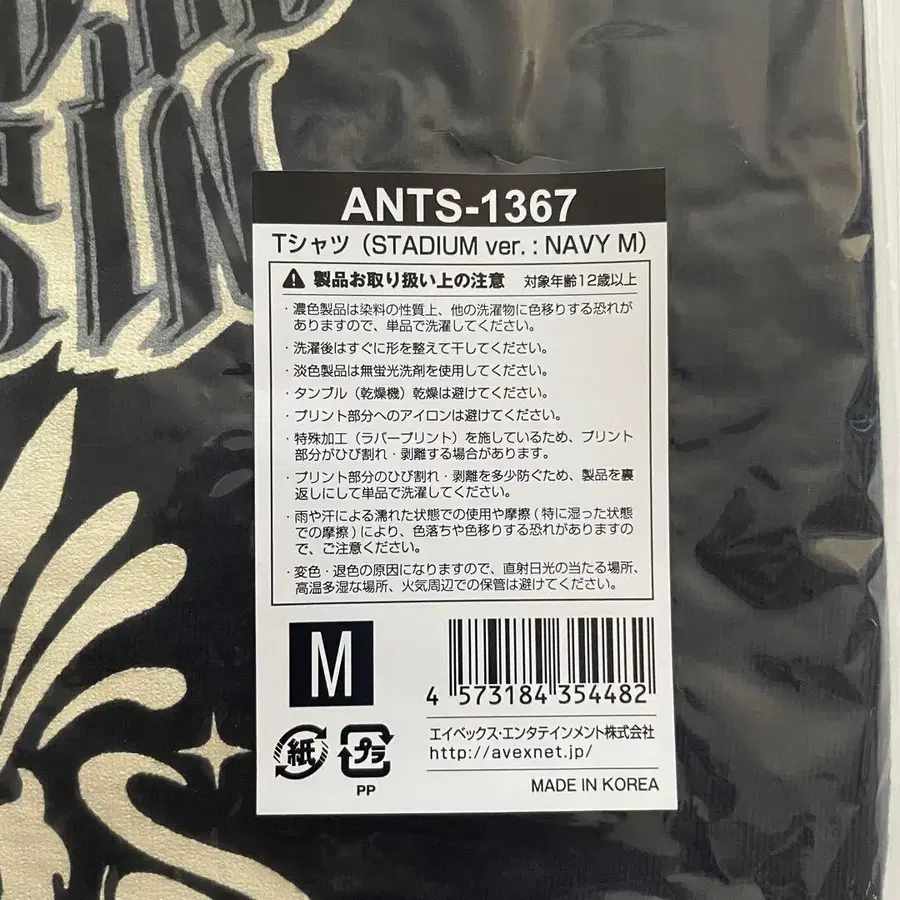 SIN
ANTS-1367
Tシャツ（STADIUM ver.：NAVY M）
製品お取り扱い上の注意 対象年齢12歳以上
・濃色製品は染料の性質上、他の洗濯物に色移りする恐れが
ありますので、単品で洗濯してください。
・洗濯後はすぐに形を整えて干してください。
・淡色製品は無蛍光洗剤を使用してください。
・タンブル（乾燥機）乾燥は避けてください。
・プリント部分へのアイロンは避けてください。
・特殊加工（ラバープリント）を施しているため、プリント
部分がひび割れ・剥離する場合があります。
・プリント部分のひび割れ・剥離を多少防ぐため、製品を裏
返しにして単品で洗濯してください。
・雨や汗による濡れた状態での使用や摩擦（特に湿った状態
での摩擦）により、色落ちや色移りする恐れがありますの
で、ご注意ください。
・変色・退色の原因になりますので、直射日光の当たる場所、
高温多湿な場所、火気周辺での保管は避けてください。
M
4 573184 354482
紙 プラ
PP
エイベックス・エンタテインメント株式会社
http://avexnet.jp/
MADE IN KOREA